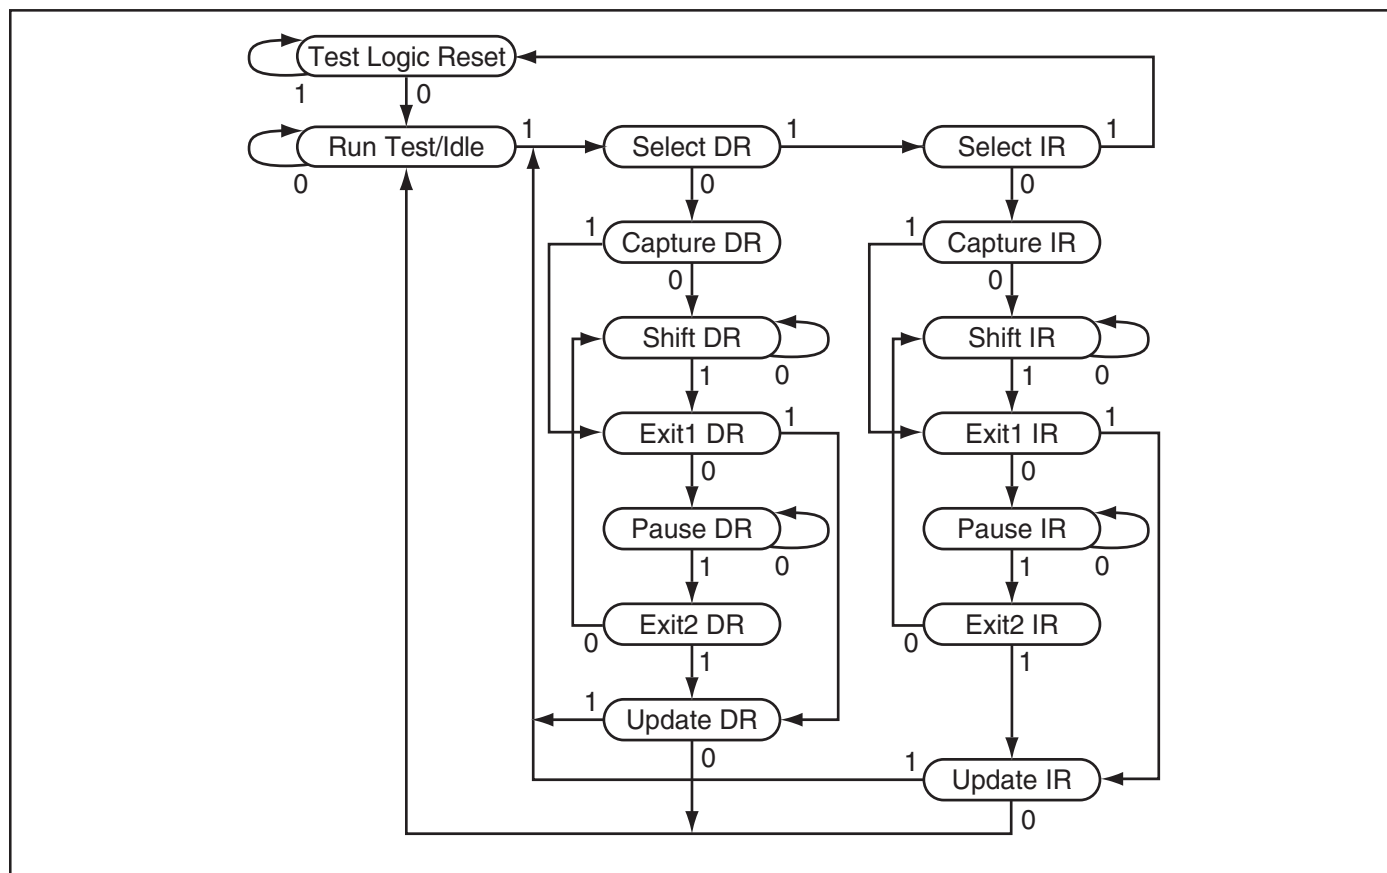 Test Logic Reset
1 0
Run Test/Idle 1 Select DR 1 Select IR 1
0 0 0
1 Capture DR 1 Capture IR
0 0
Shift DR Shift IR
1 0 1 0
Exit1 DR 1 Exit1 IR 1
0 0
Pause DR Pause IR
1 0 1 0
Exit2 DR Exit2 IR
0 1 0 1
1 Update DR
0 1 Update IR
0